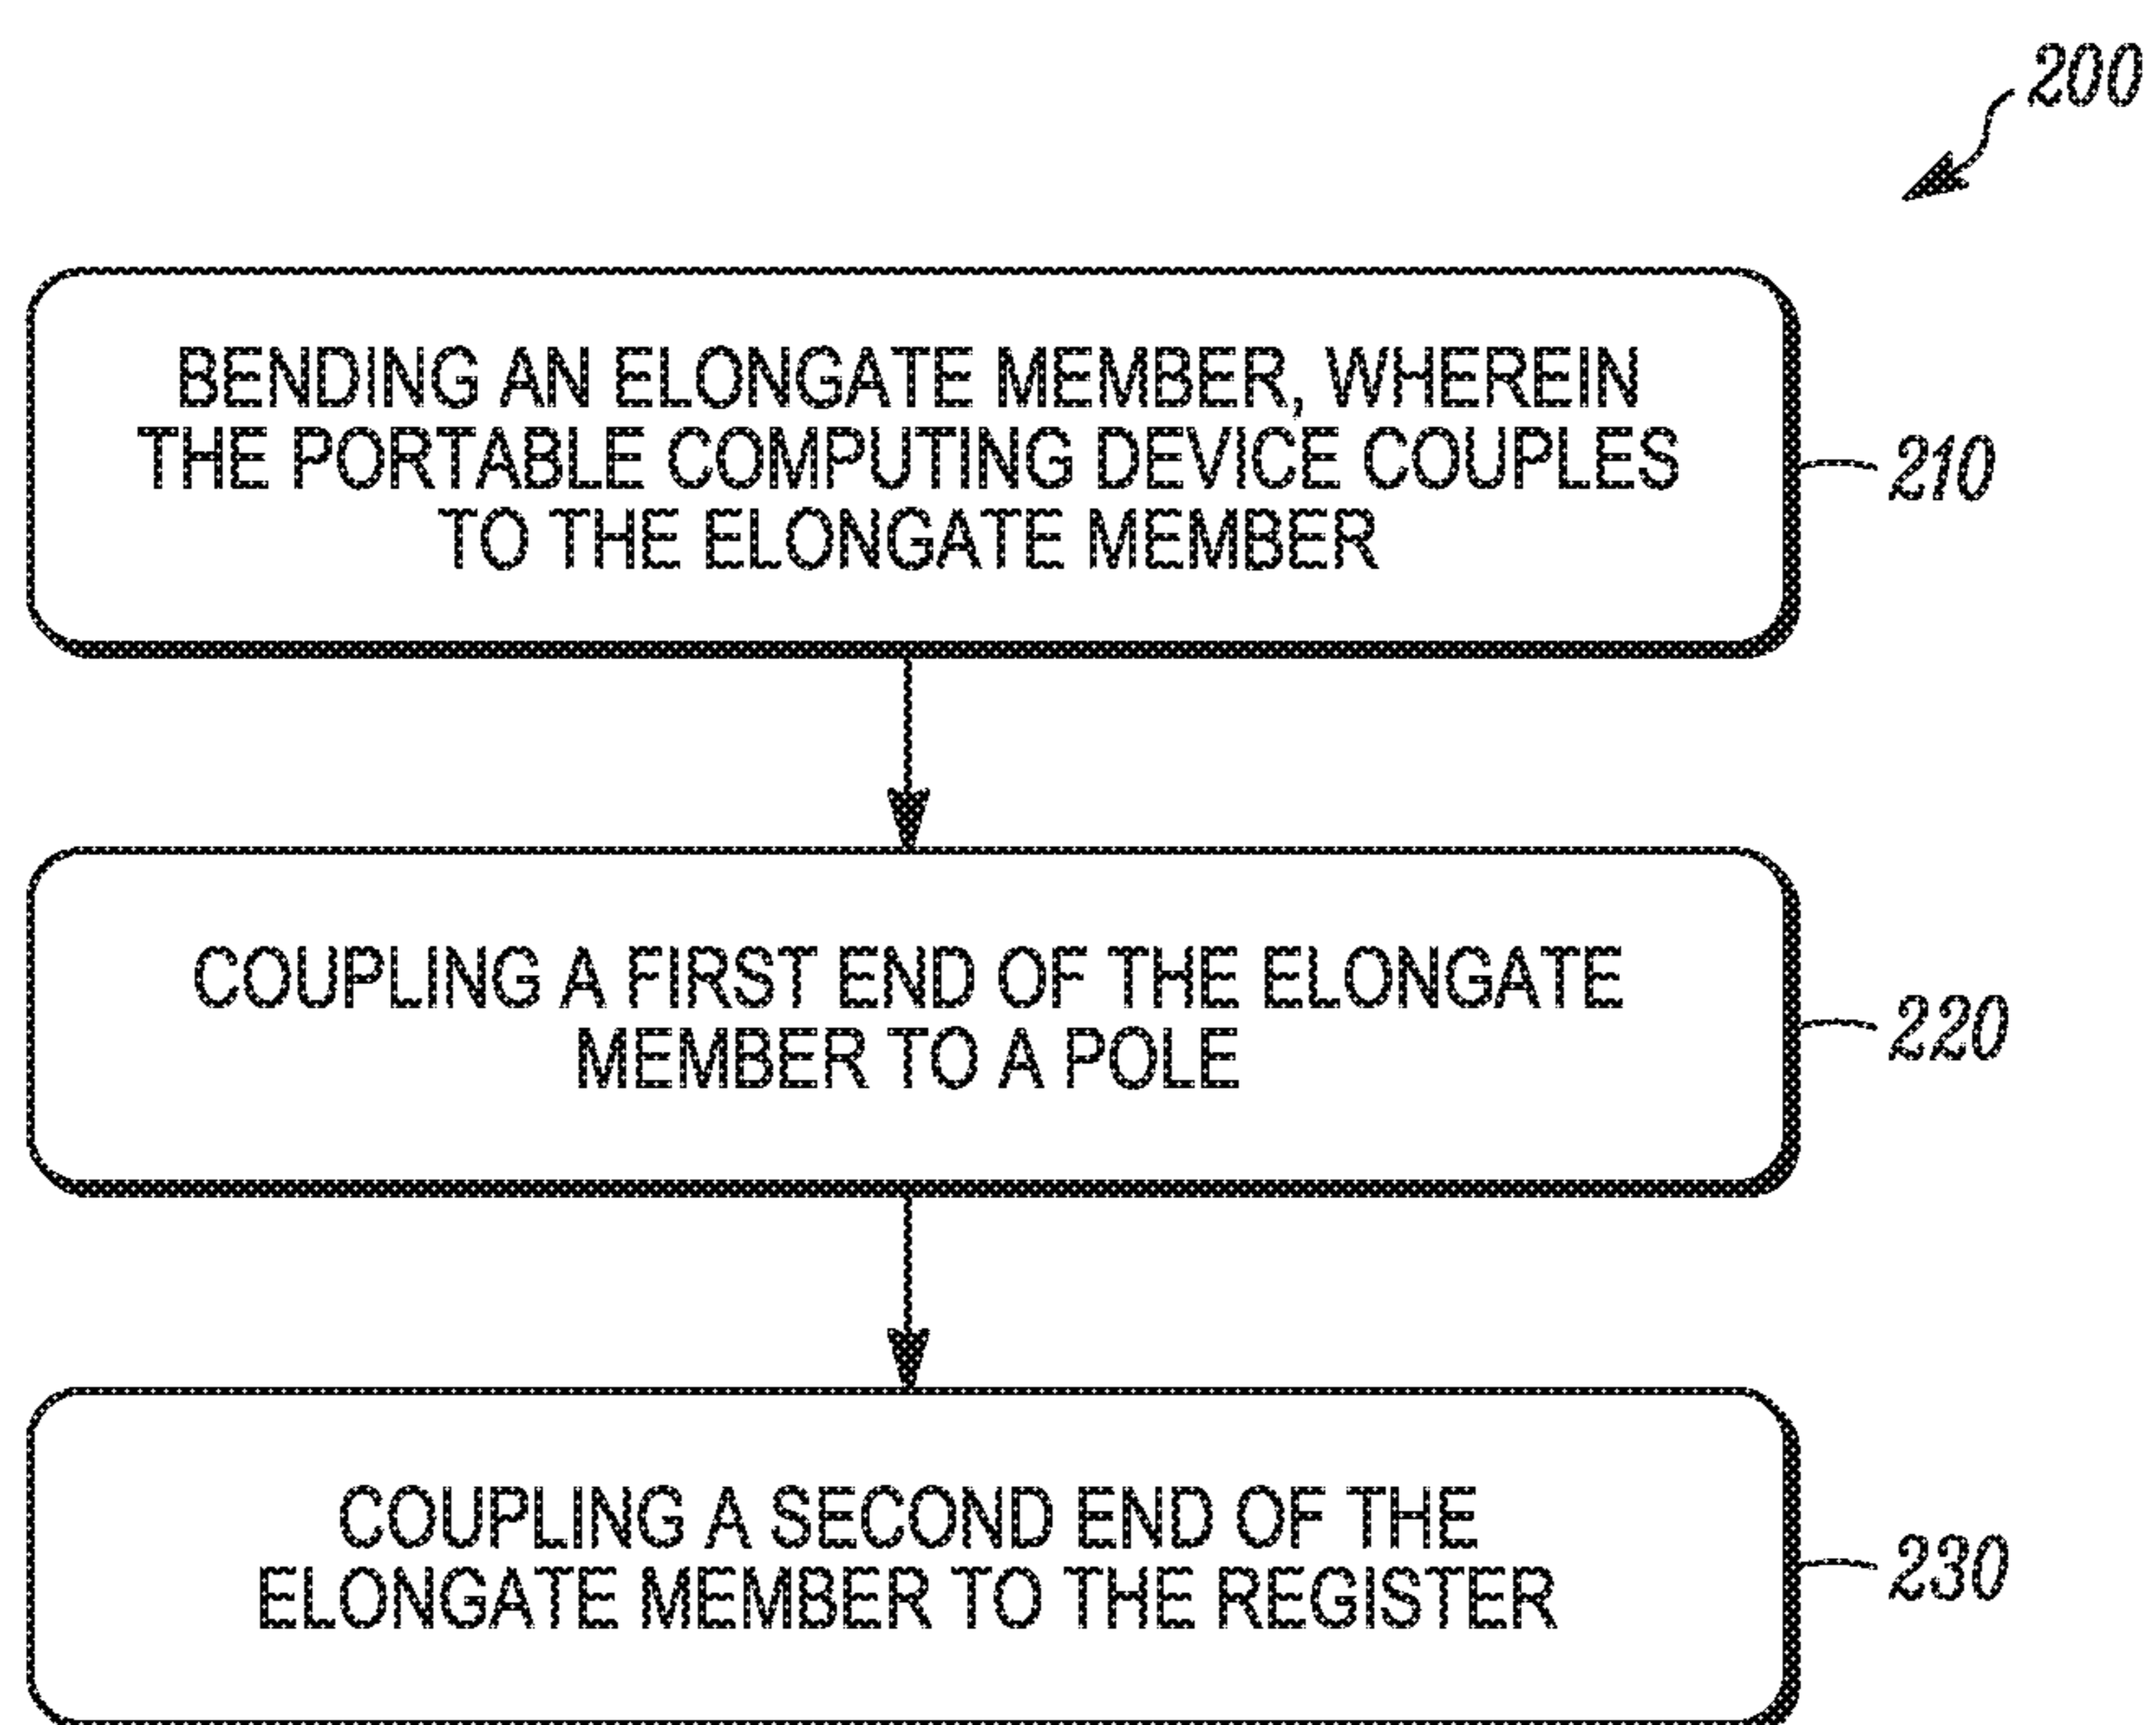 200
BENDING AN ELONGATE MEMBER, WHEREIN
THE PORTABLE COMPUTING DEVICE COUPLES
TO THE ELONGATE MEMBER
210
COUPLING A FIRST END OF THE ELONGATE
MEMBER TO A POLE
220
COUPLING A SECOND END OF THE
ELONGATE MEMBER TO THE REGISTER
230